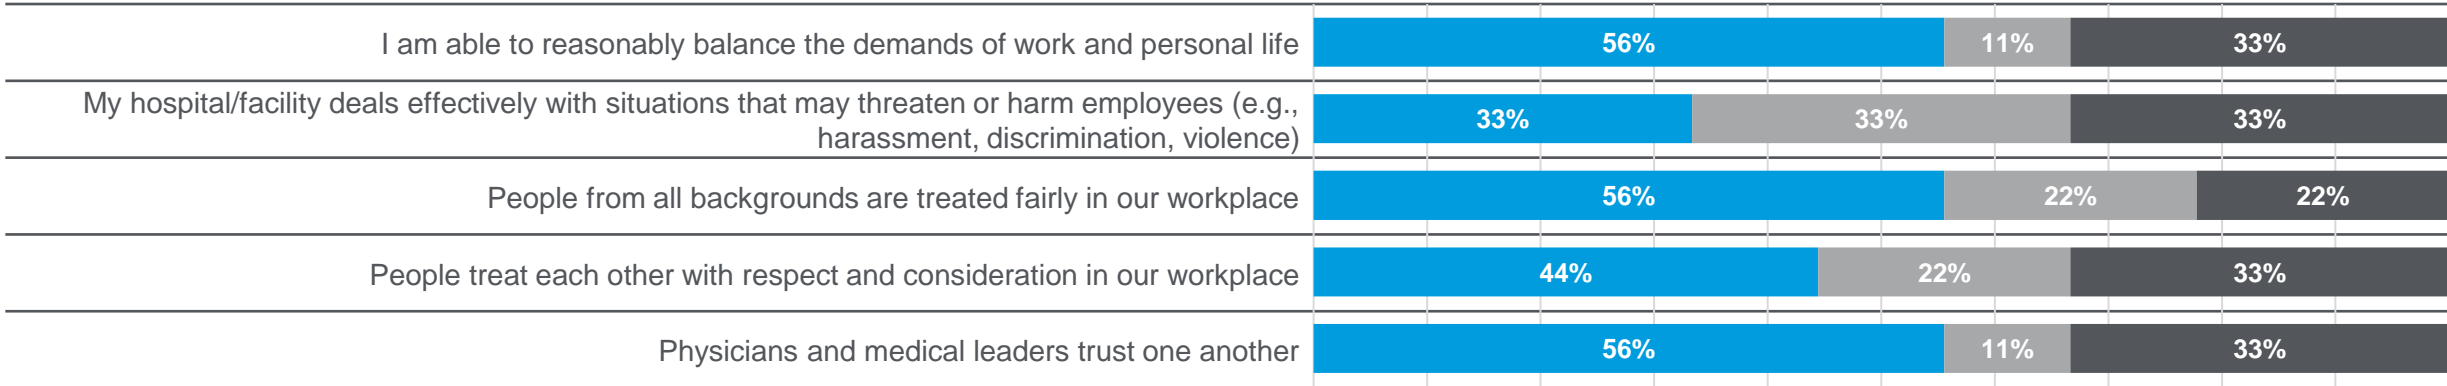 I am able to reasonably balance the demands of work and personal life 56% 11% 33%
My hospital/facility deals effectively with situations that may threaten or harm employees (e.g.,
harassment, discrimination, violence) 33% 33% 33%
People from all backgrounds are treated fairly in our workplace 56% 22% 22%
People treat each other with respect and consideration in our workplace 44% 22% 33%
Physicians and medical leaders trust one another 56% 11% 33%